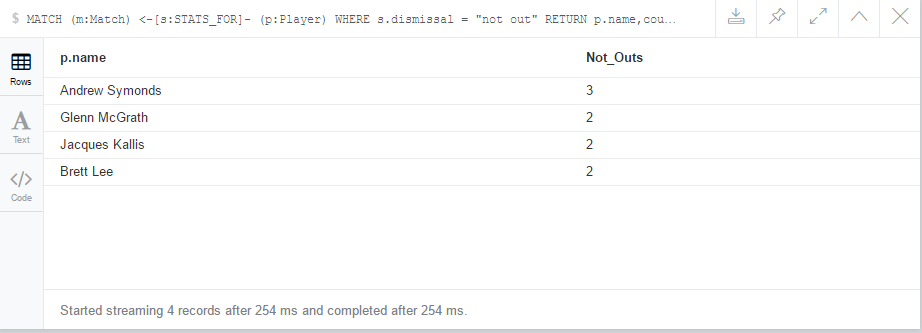 $ MATCH (m:Match) <-[s:STATS_FOR]- (p:Player) WHERE s.dismissal = "not out" RETURN p.name,cou...
p.name Not_Outs
Rows
Andrew Symonds 3
Glenn McGrath 2
A
Text
Jacques Kallis 2
Brett Lee 2
</>
Code
Started streaming 4 records after 254 ms and completed after 254 ms.